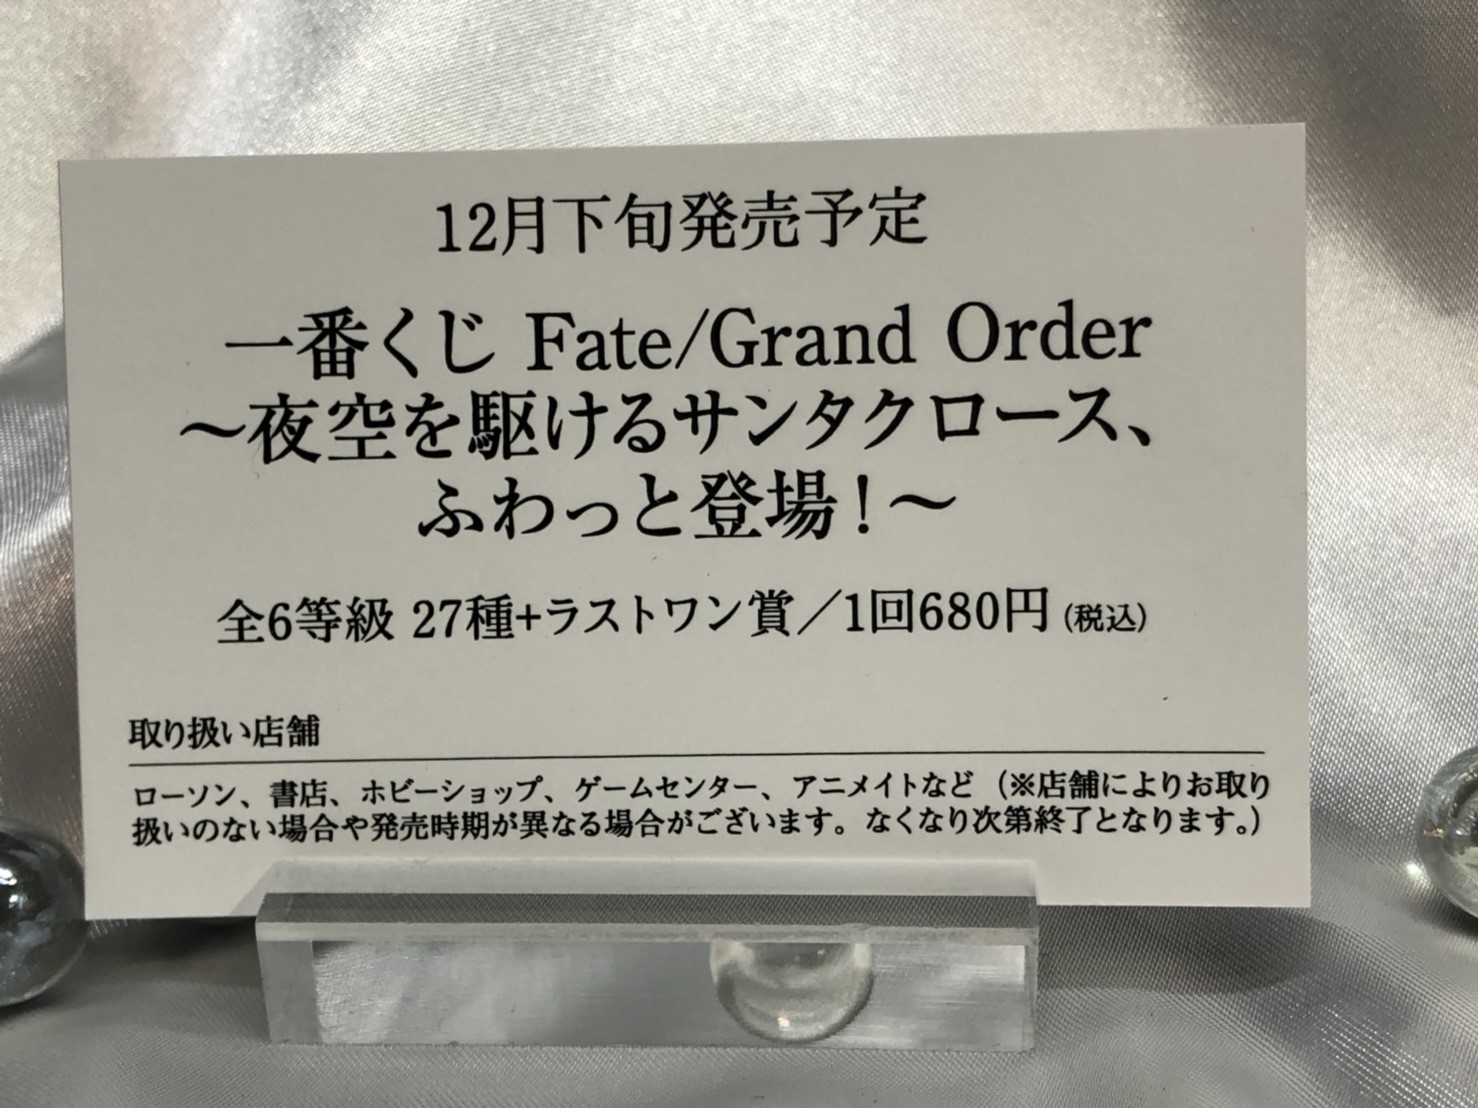 12月下旬発売予定
一番くじ Fate/Grand Order
～夜空を駆けるサンタクロース、
ふわっと登場!～
全6等級 27種+ラストワン賞／1回680円(税込)
取り扱い店舗
ローソン、書店、ホビーショップ、ゲームセンター、アニメイトなど（※店舗によりお取り
扱いのない場合や発売時期が異なる場合がございます。なくなり次第終了となります。）